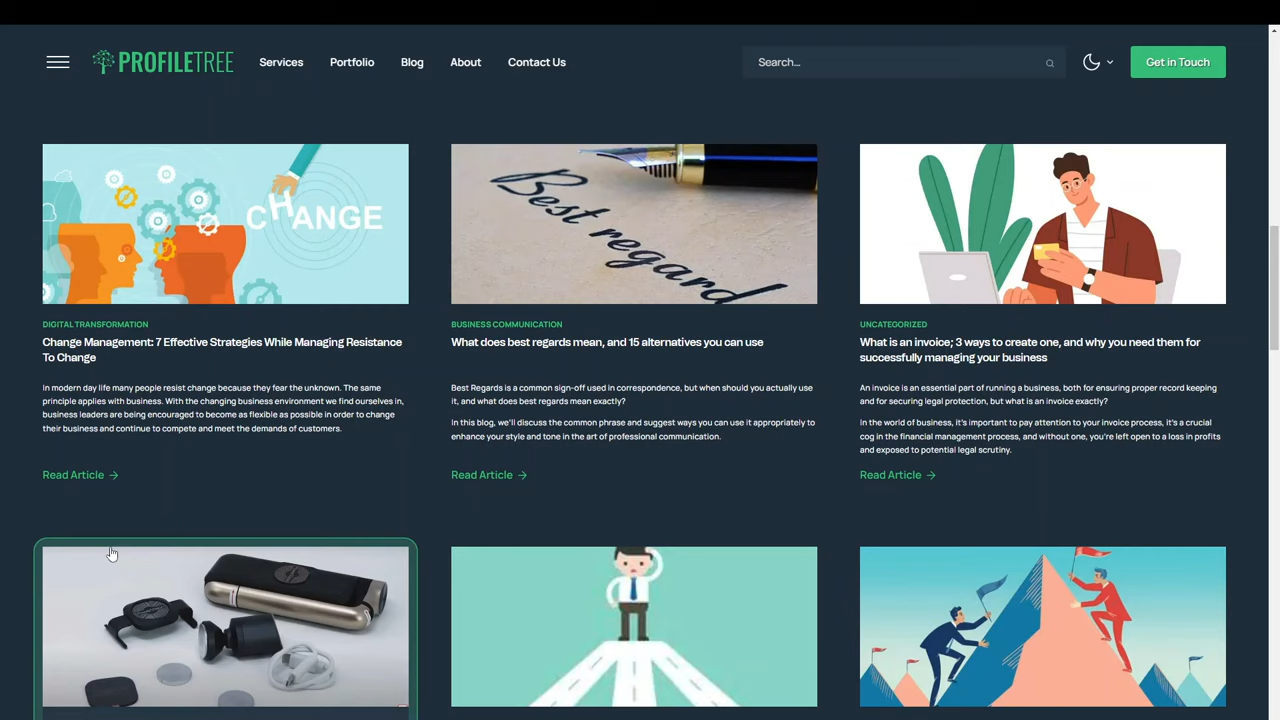 PROFILETREE Services Portfolio Blog About Contact Us Search... Get in Touch
CHANGE
Best regard
DIGITAL TRANSFORMATION
Change Management: 7 Effective Strategies While Managing Resistance
To Change
In modern day life many people resist change because they fear the unknown. The same
principle applies with business. With the changing business environment we find ourselves in,
business leaders are being encouraged to become as flexible as possible in order to change
their business and continue to compete and meet the demands of customers.
Read Article
BUSINESS COMMUNICATION
What does best regards mean, and 15 alternatives you can use
Best Regards is a common sign-off used in correspondence, but when should you actually use
it, and what does best regards mean exactly?
In this blog, we'll discuss the common phrase and suggest ways you can use it appropriately to
enhance your style and tone in the art of professional communication.
Read Article
UNCATEGORIZED
What is an invoice; 3 ways to create one, and why you need them for
successfully managing your business
An invoice is an essential part of running a business, both for ensuring proper record keeping
and for securing legal protection, but what is an invoice exactly?
In the world of business, it's important to pay attention to your invoice process, it's a crucial
cog in the financial management process, and without one, you're left open to a loss in profits
and exposed to potential legal scrutiny.
Read Article